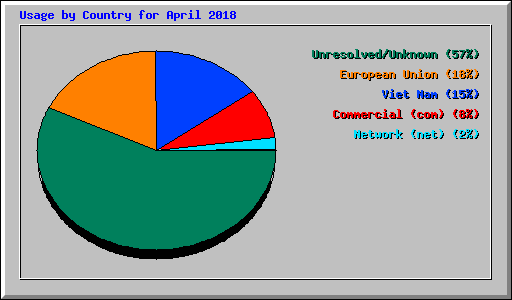 Usage by Country for April 2018
Unresolved/Unknown (57%)
European Union (18%)
Viet Nam (15%)
Commercial (com) (8%)
Network (net) (2%)